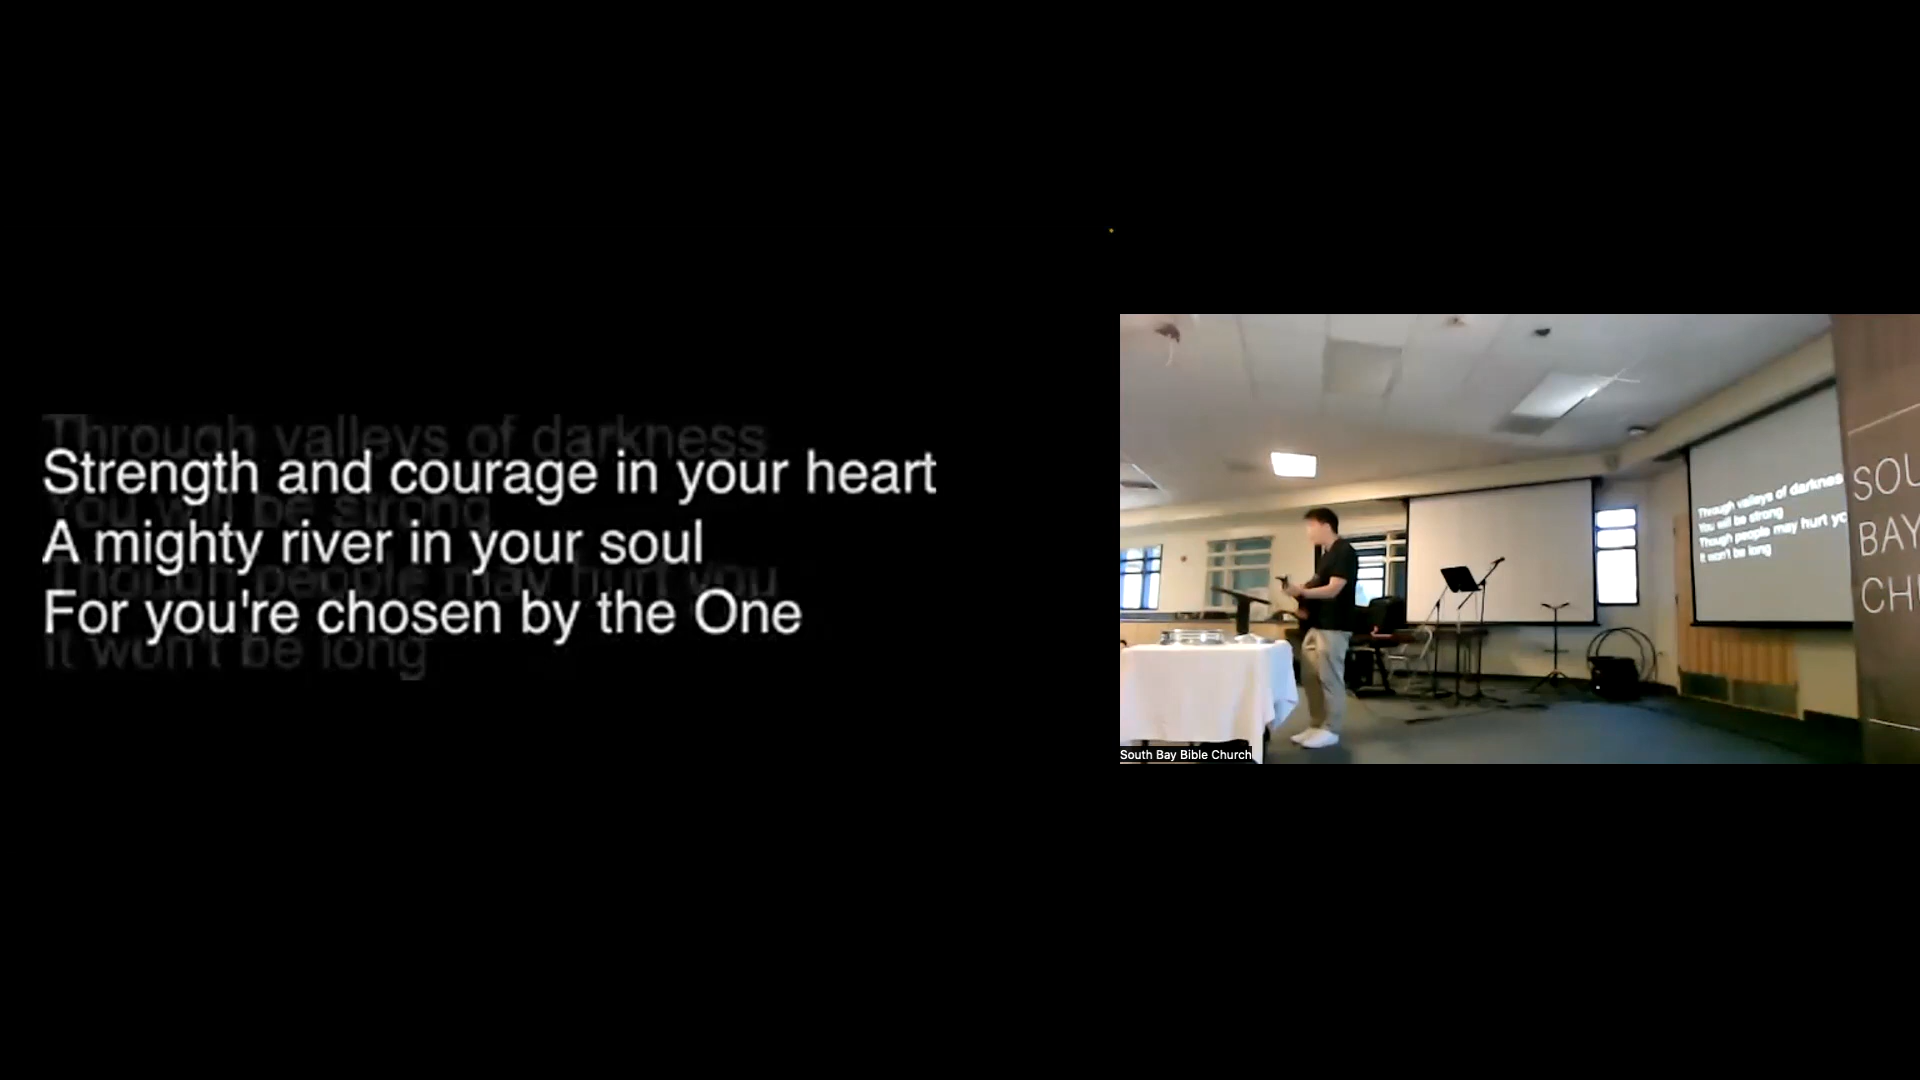 Through valleys of darkness
Strength and courage in your heart
You will be strong
A mighty river in your soul
Though people may hurt you
For you're chosen by the One
It won't be long
Through valleys of darknes
You will be strong
Though people may hurt yo
It won't be long
SOU
BAY
CH
South Bay Bible Church